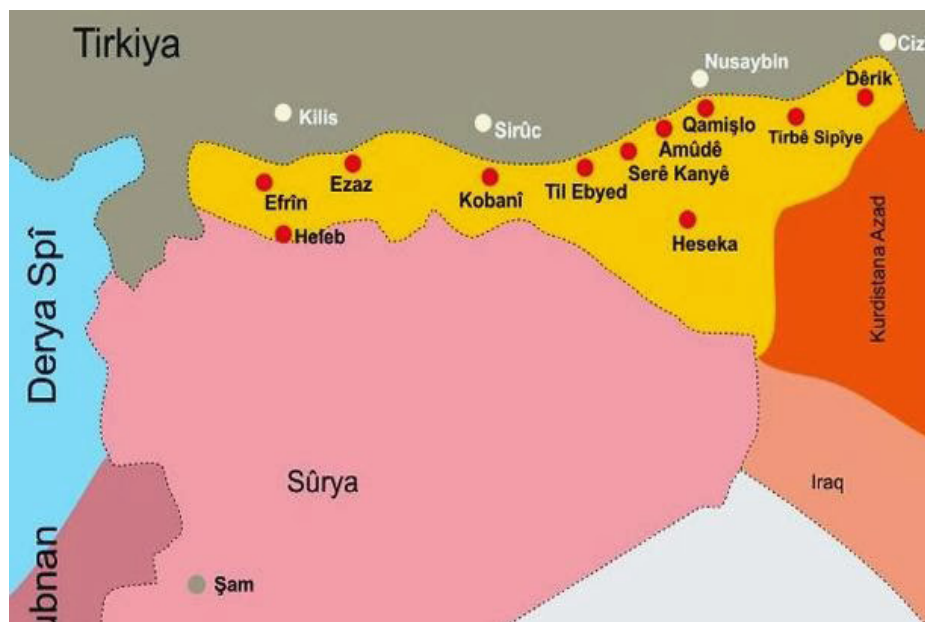 Tirkiya
Ciz
Nusaybin
Dêrik
Kilis
Sirûc
Qamişlo
Tirbê Sipîye
Amûdê
Ezaz
Serê Kanyê
Efrîn
Kobanî
Til Ebyed
Heleb
Heseka
Derya Spî
Kurdistana Azad
Sûrya
Iraq
ubnan
Şam